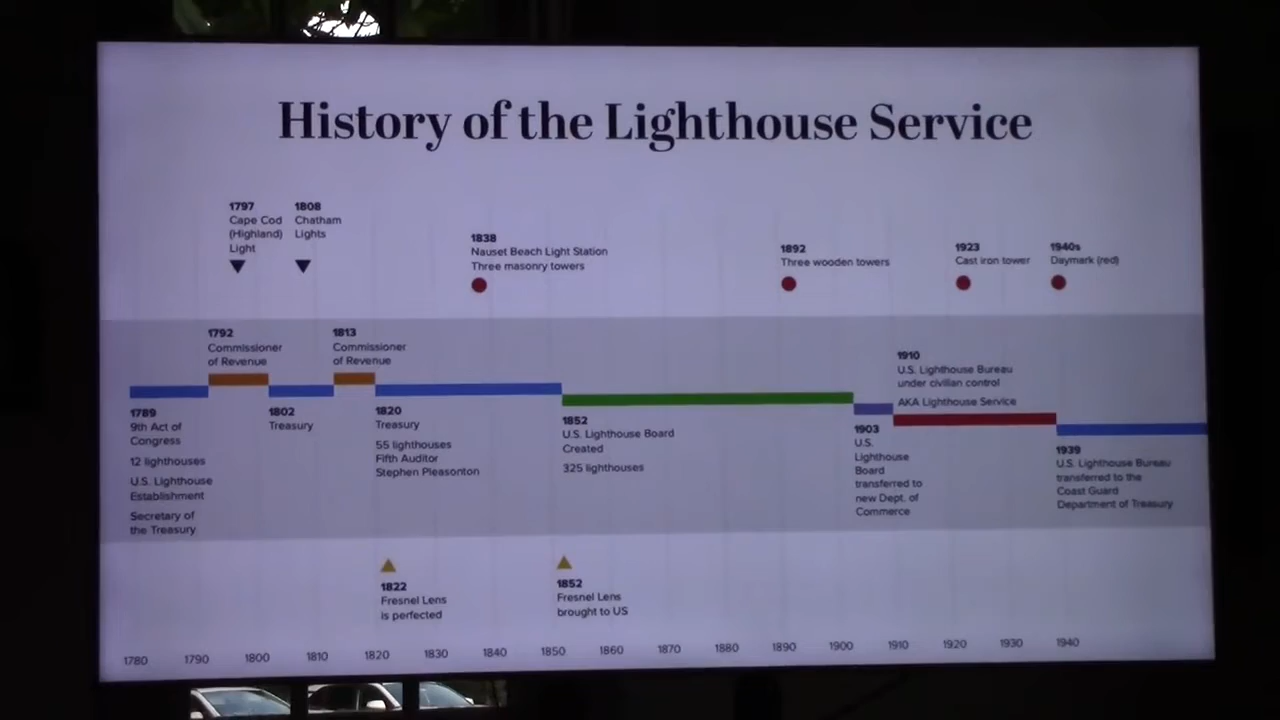 History of the Lighthouse Service
1797
Cape Cod
(Highland)
Light
1808
Chatham
Lights
1838
Nauset Beach Light Station
Three masonry towers
1892
Three wooden towers
1923
Cast iron tower
1940s
Daymark (red)
1792
Commissioner
of Revenue
1813
Commissioner
of Revenue
1910
U.S. Lighthouse Bureau
under civilian control
AKA Lighthouse Service
1789
9th Act of
Congress
12 lighthouses
U.S. Lighthouse
Establishment
Secretary of
the Treasury
1802
Treasury
1820
Treasury
55 lighthouses
Fifth Auditor
Stephen Pleasonton
1852
U.S. Lighthouse Board
Created
325 lighthouses
1903
U.S.
Lighthouse
Board
transferred to
new Dept. of
Commerce
1939
U.S. Lighthouse Bureau
transferred to the
Coast Guard
Department of Treasury
1822
Fresnel Lens
is perfected
1852
Fresnel Lens
brought to US
1780 1790 1800 1810 1820 1830 1840 1850 1860 1870 1880 1890 1900 1910 1920 1930 1940